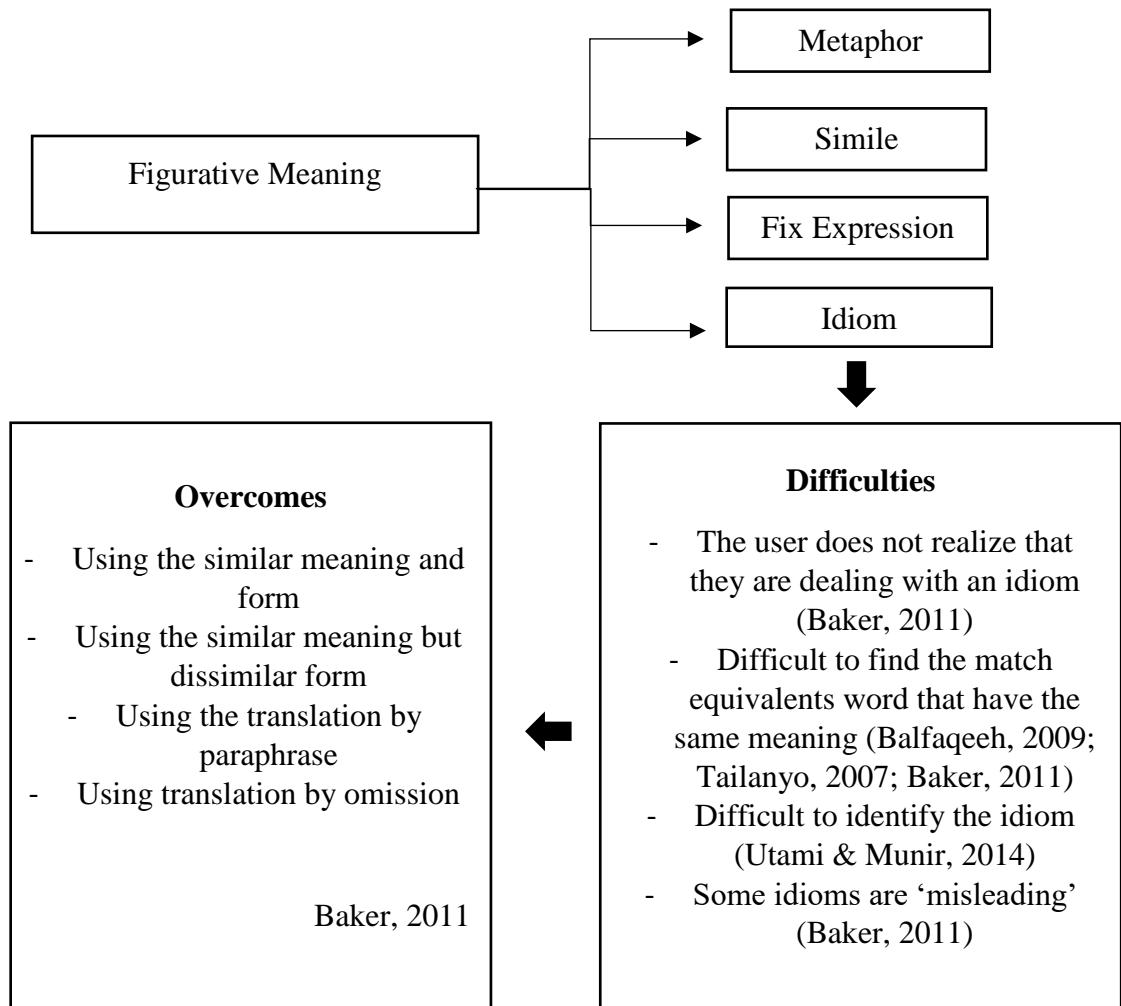 Metaphor
Figurative Meaning
Simile
Fix Expression
Idiom
Overcomes
- Using the similar meaning and
form
- Using the similar meaning but
dissimilar form
- Using the translation by
paraphrase
- Using translation by omission
Baker, 2011
Difficulties
- The user does not realize that
they are dealing with an idiom
(Baker, 2011)
- Difficult to find the match
equivalents word that have the
same meaning (Balfaqeeh, 2009;
Tailanyo, 2007; Baker, 2011)
- Difficult to identify the idiom
(Utami & Munir, 2014)
- Some idioms are ‘misleading’
(Baker, 2011)